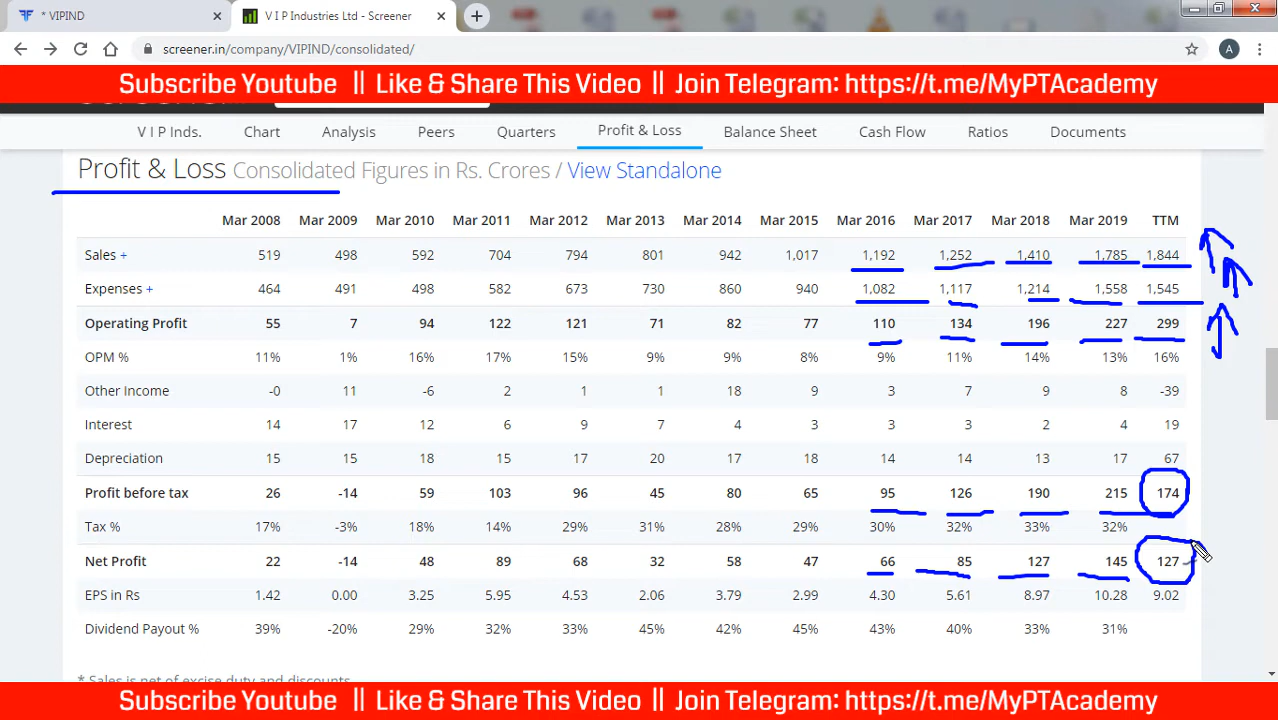 * VIPIND
V I P Industries Ltd - Screener
screener.in/company/VIPIND/consolidated/
A
Subscribe Youtube || Like & Share This Video || Join Telegram: https://t.me/MyPTAcademy
V I P Inds. Chart Analysis Peers Quarters Profit & Loss Balance Sheet Cash Flow Ratios Documents
Profit & Loss Consolidated Figures in Rs. Crores / View Standalone
Mar 2008 Mar 2009 Mar 2010 Mar 2011 Mar 2012 Mar 2013 Mar 2014 Mar 2015 Mar 2016 Mar 2017 Mar 2018 Mar 2019 TTM
Sales + 519 498 592 704 794 801 942 1,017 1,192 1,252 1,410 1,785 1,844
Expenses + 464 491 498 582 673 730 860 940 1,082 1,117 1,214 1,558 1,545
Operating Profit 55 7 94 122 121 71 82 77 110 134 196 227 299
OPM % 11% 1% 16% 17% 15% 9% 9% 8% 9% 11% 14% 13% 16%
Other Income -0 11 -6 2 1 1 18 9 3 7 9 8 -39
Interest 14 17 12 6 9 7 4 3 3 3 2 4 19
Depreciation 15 15 18 15 17 20 17 18 14 14 13 17 67
Profit before tax 26 -14 59 103 96 45 80 65 95 126 190 215 174
Tax % 17% -3% 18% 14% 29% 31% 28% 29% 30% 32% 33% 32%
Net Profit 22 -14 48 89 68 32 58 47 66 85 127 145 127
EPS in Rs 1.42 0.00 3.25 5.95 4.53 2.06 3.79 2.99 4.30 5.61 8.97 10.28 9.02
Dividend Payout % 39% -20% 29% 32% 33% 45% 42% 45% 43% 40% 33% 31%
* Sales is net of excise duty and discounts
Subscribe Youtube || Like & Share This Video || Join Telegram: https://t.me/MyPTAcademy